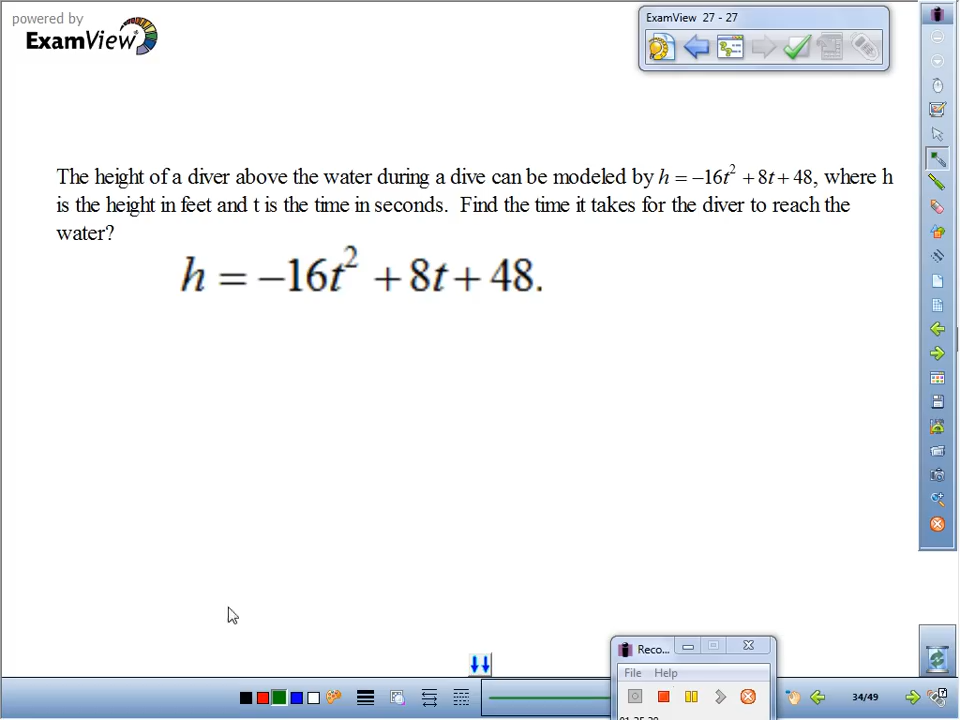 powered by
ExamView
ExamView 27 - 27
The height of a diver above the water during a dive can be modeled by h = −16t² + 8t + 48, where h
is the height in feet and t is the time in seconds. Find the time it takes for the diver to reach the
water?
h = −16t² + 8t + 48.
Reco...
File Help
34/49